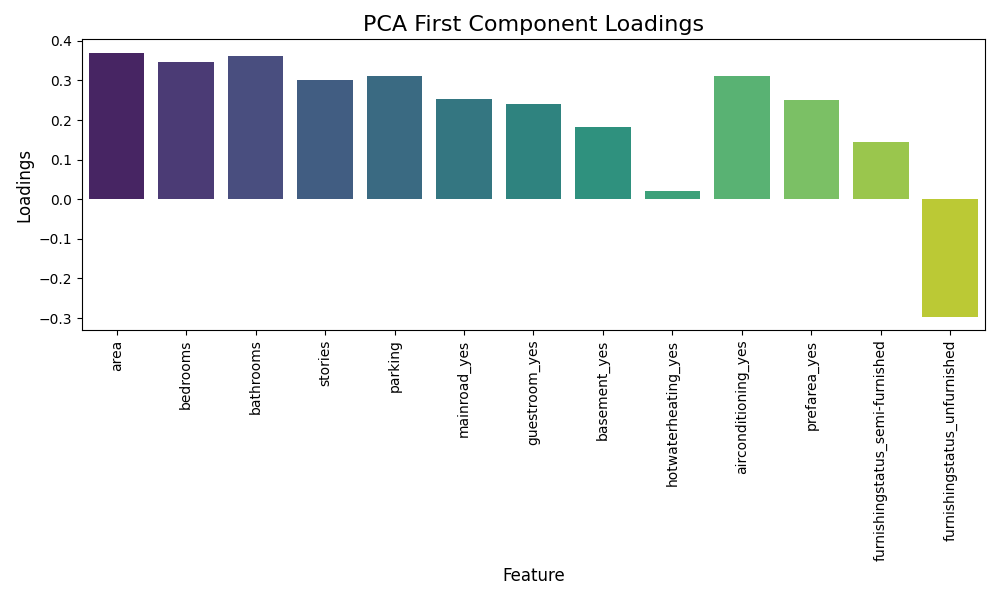 PCA First Component Loadings
Loadings
0.4
0.3
0.2
0.1
0.0
−0.1
−0.2
−0.3
area
bedrooms
bathrooms
stories
parking
mainroad_yes
guestroom_yes
basement_yes
hotwaterheating_yes
airconditioning_yes
prefarea_yes
furnishingstatus_semi-furnished
furnishingstatus_unfurnished
Feature